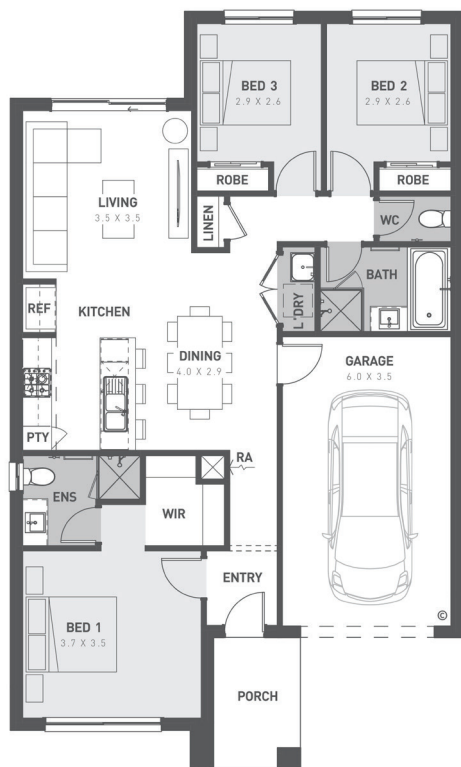 BED 3
2.9 X 2.6
BED 2
2.9 X 2.6
ROBE
ROBE
LIVING
3.5 X 3.5
LINEN
WC
BATH
REF
KITCHEN
L'DRY
DINING
4.0 X 2.9
GARAGE
6.0 X 3.5
PTY
RA
ENS
WIR
ENTRY
BED 1
3.7 X 3.5
©
PORCH